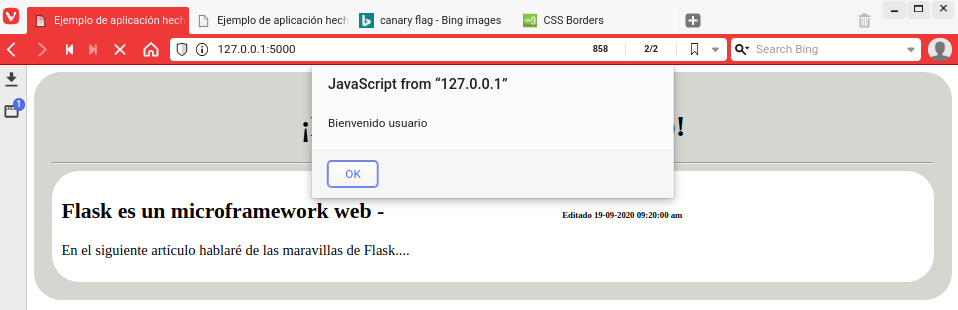 Ejemplo de aplicación hech
Ejemplo de aplicación hech
canary flag - Bing images
CSS Borders
127.0.0.1:5000
858
2/2
Search Bing
1
JavaScript from “127.0.0.1”
Bienvenido usuario
¡
!
OK
Flask es un microframework web -
Editado 19-09-2020 09:20:00 am
En el siguiente artículo hablaré de las maravillas de Flask....